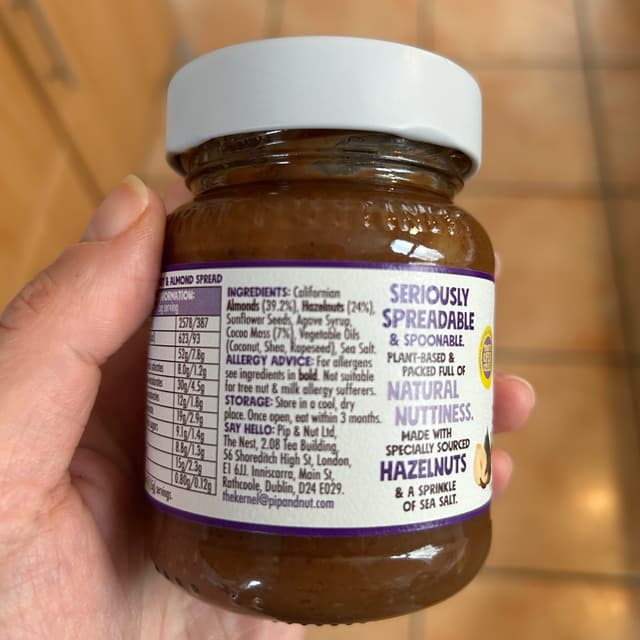 & ALMOND SPREAD
2578/387
623/93
52g/7.8g
8.0g/1.2g
30g/4.5g
12g/1.8g
19g/2.9g
9.1g/1.4g
8.8g/1.3g
15g/2.3g
0.80g/0.12g
servings.
INGREDIENTS: Californian
Almonds (39.2%), Hazelnuts (24%),
Sunflower Seeds, Agave Syrup,
Cocoa Mass (7%), Vegetable Oils
(Coconut, Shea, Rapeseed), Sea Salt.
ALLERGY ADVICE: For allergens
see ingredients in bold. Not suitable
for tree nut & milk allergy sufferers.
STORAGE: Store in a cool, dry
place. Once open, eat within 3 months.
SAY HELLO: Pip & Nut Ltd,
The Nest, 2.08 Tea Building,
56 Shoreditch High St, London,
E1 6JJ. Inniscarra, Main St,
Rathcoole, Dublin, D24 E029.
thekernel@pipandnut.com
SERIOUSLY
SPREADABLE
& SPOONABLE.
PLANT-BASED &
PACKED FULL OF
NATURAL
NUTTINESS.
MADE WITH
SPECIALLY SOURCED
HAZELNUTS
& A SPRINKLE
OF SEA SALT.